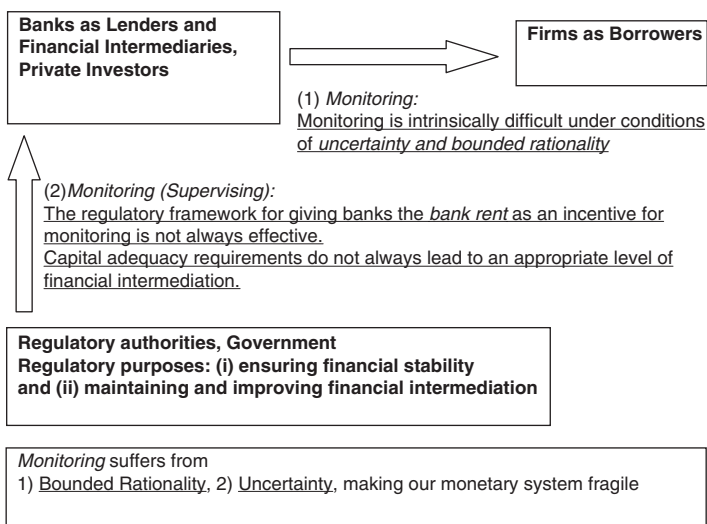 Banks as Lenders and
Financial Intermediaries,
Private Investors
Firms as Borrowers
(1) Monitoring:
Monitoring is intrinsically difficult under conditions
of uncertainty and bounded rationality
(2)Monitoring (Supervising):
The regulatory framework for giving banks the bank rent as an incentive for
monitoring is not always effective.
Capital adequacy requirements do not always lead to an appropriate level of
financial intermediation.
Regulatory authorities, Government
Regulatory purposes: (i) ensuring financial stability
and (ii) maintaining and improving financial intermediation
Monitoring suffers from
1) Bounded Rationality, 2) Uncertainty, making our monetary system fragile